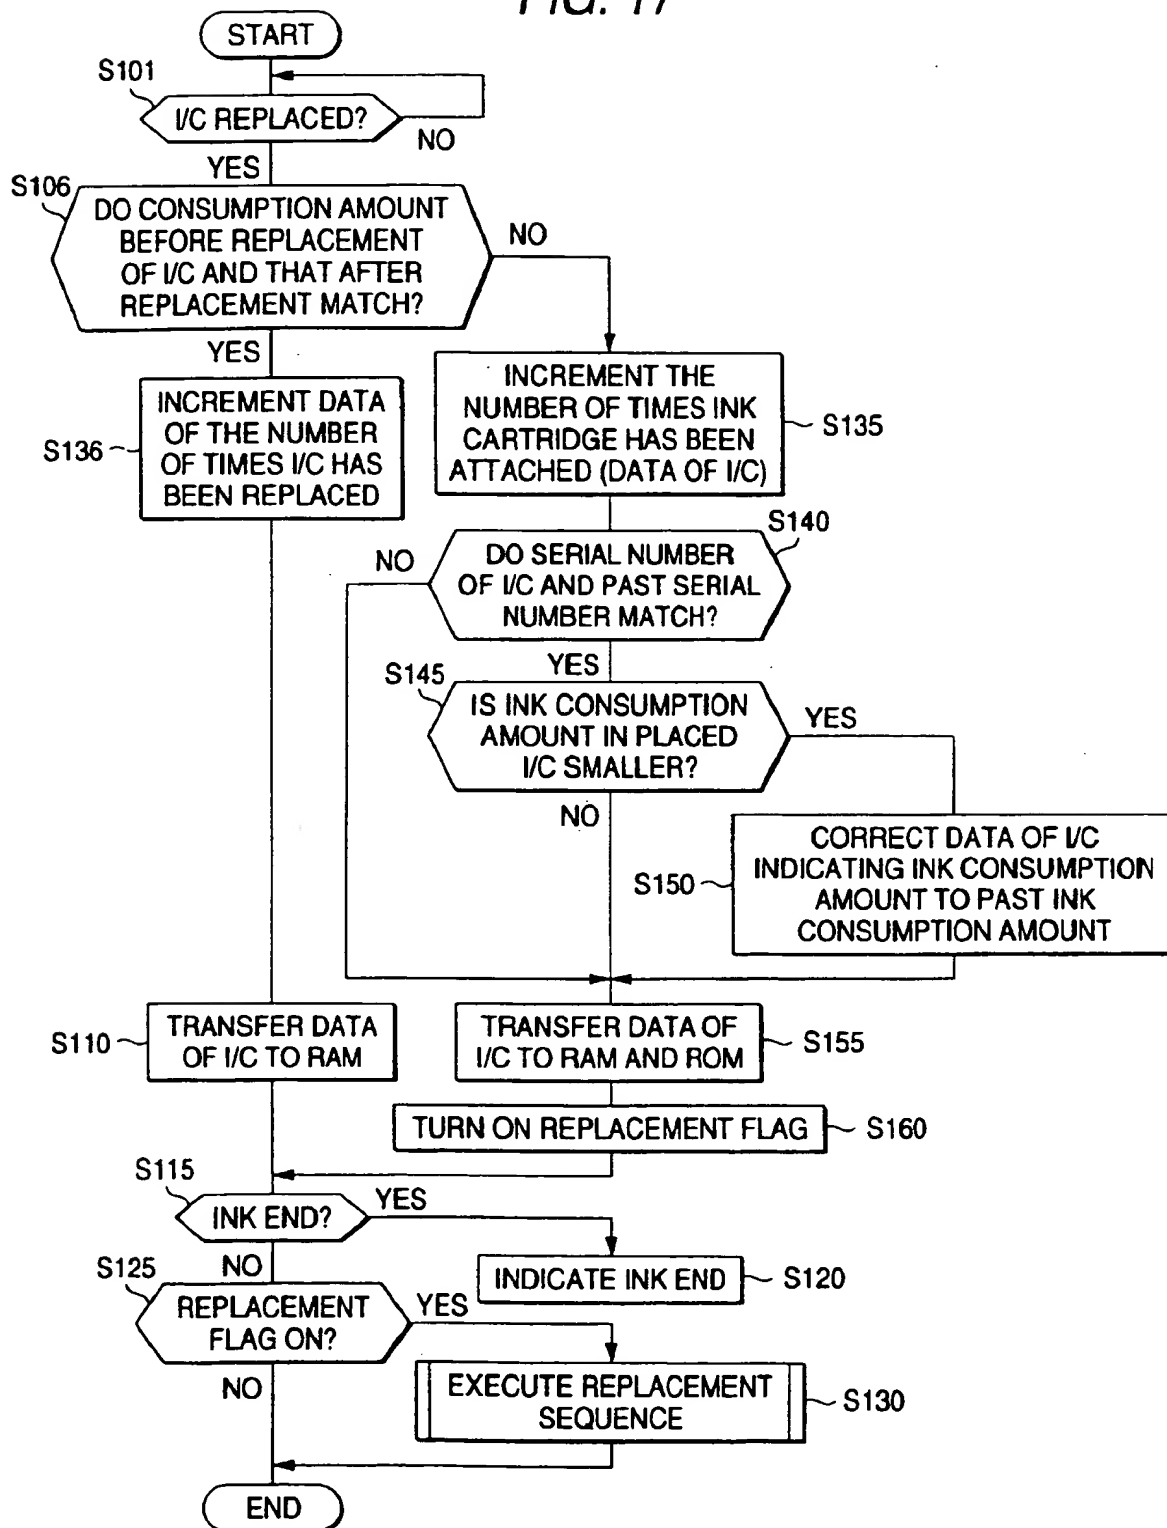 FIG. 17
START
S101
I/C REPLACED?
NO
YES
S106
DO CONSUMPTION AMOUNT
BEFORE REPLACEMENT
OF I/C AND THAT AFTER
REPLACEMENT MATCH?
NO
YES
INCREMENT DATA
OF THE NUMBER
OF TIMES I/C HAS
BEEN REPLACED
S136
INCREMENT THE
NUMBER OF TIMES INK
CARTRIDGE HAS BEEN
ATTACHED (DATA OF I/C)
S135
S140
NO
DO SERIAL NUMBER
OF I/C AND PAST SERIAL
NUMBER MATCH?
YES
S145
IS INK CONSUMPTION
AMOUNT IN PLACED
I/C SMALLER?
YES
NO
CORRECT DATA OF I/C
INDICATING INK CONSUMPTION
AMOUNT TO PAST INK
CONSUMPTION AMOUNT
S150
S110
TRANSFER DATA
OF I/C TO RAM
TRANSFER DATA OF
I/C TO RAM AND ROM
S155
TURN ON REPLACEMENT FLAG
S160
S115
INK END?
YES
NO
INDICATE INK END
S120
S125
REPLACEMENT
FLAG ON?
YES
NO
EXECUTE REPLACEMENT
SEQUENCE
S130
END